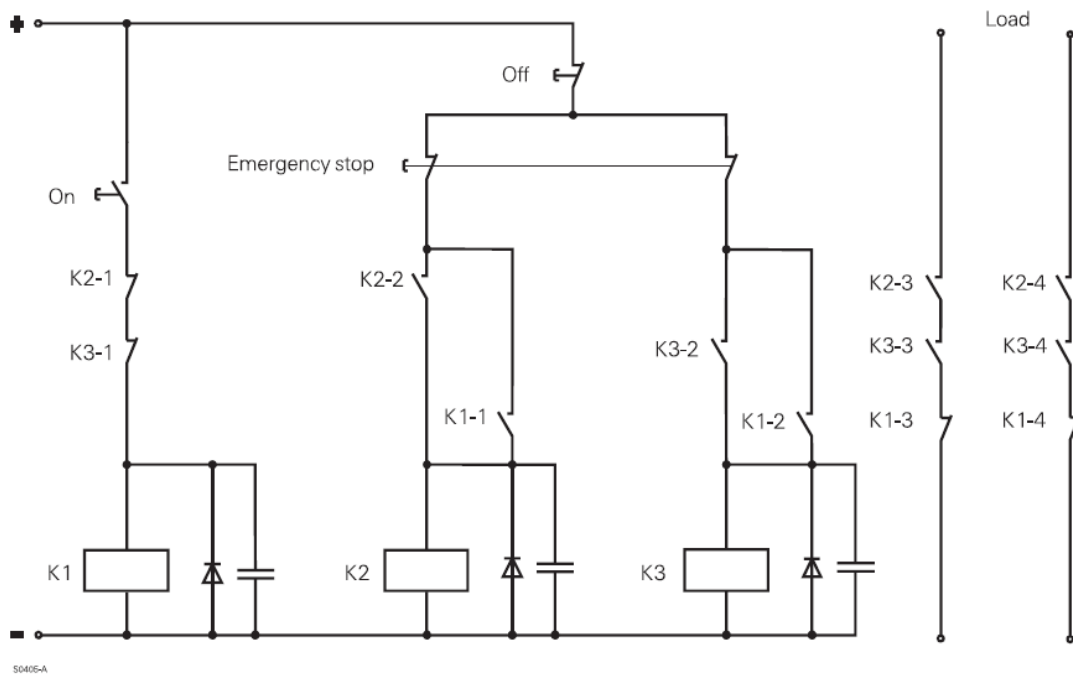 Load
+
Off
Emergency stop
On
K2-1
K2-2
K2-3
K2-4
K3-1
K3-2
K3-3
K3-4
K1-1
K1-2
K1-3
K1-4
K1
K2
K3
-
50405-A